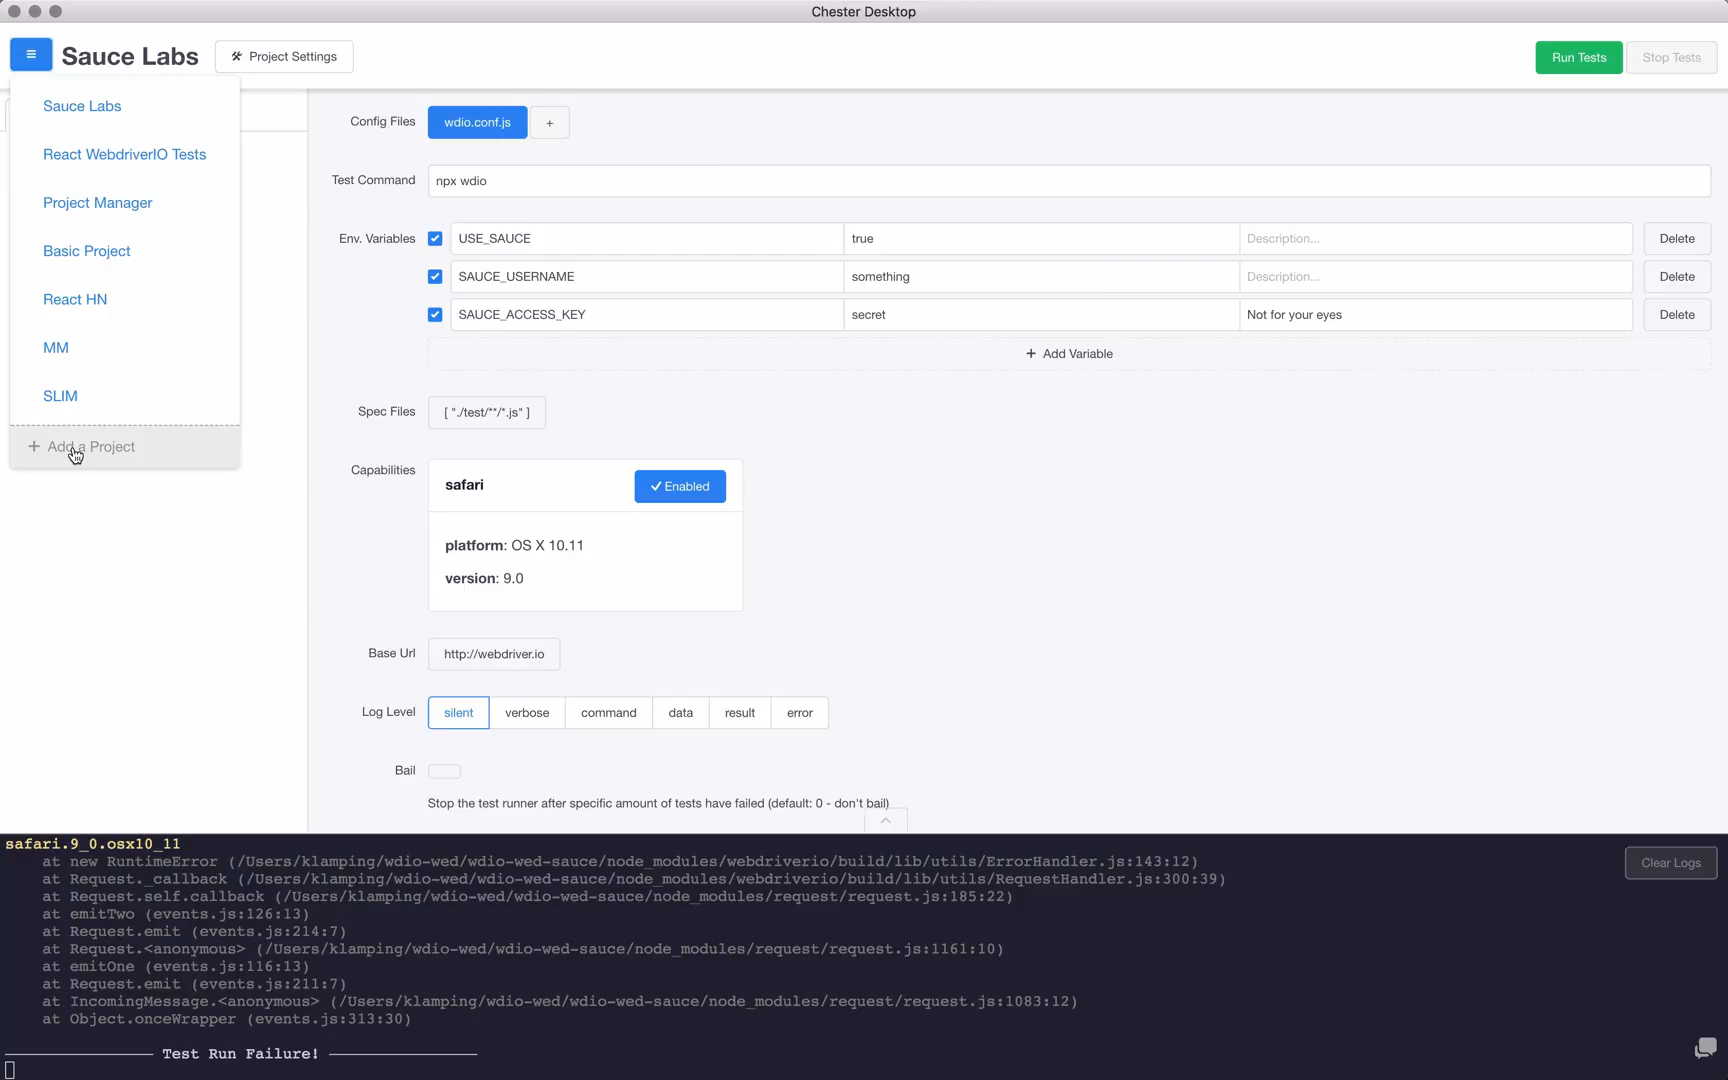 Chester Desktop
Sauce Labs
Project Settings
Run Tests
Stop Tests
Sauce Labs
React WebdriverIO Tests
Project Manager
Basic Project
React HN
MM
SLIM
+ Add a Project
Config Files
wdio.conf.js
+
Test Command
npx wdio
Env. Variables
USE_SAUCE true Description... Delete
SAUCE_USERNAME something Description... Delete
SAUCE_ACCESS_KEY secret Not for your eyes Delete
+ Add Variable
Spec Files
[ "./test/**/*.js" ]
Capabilities
safari
Enabled
platform: OS X 10.11
version: 9.0
Base Url
http://webdriver.io
Log Level
silent verbose command data result error
Bail
Stop the test runner after specific amount of tests have failed (default: 0 - don't bail)
safari.9_0.osx10_11
at new RuntimeError (/Users/klamping/wdio-wed/wdio-wed-sauce/node_modules/webdriverio/build/lib/utils/ErrorHandler.js:143:12)
at Request._callback (/Users/klamping/wdio-wed/wdio-wed-sauce/node_modules/webdriverio/build/lib/utils/RequestHandler.js:300:39)
at Request.self.callback (/Users/klamping/wdio-wed/wdio-wed-sauce/node_modules/request/request.js:185:22)
at emitTwo (events.js:126:13)
at Request.emit (events.js:214:7)
at Request.<anonymous> (/Users/klamping/wdio-wed/wdio-wed-sauce/node_modules/request/request.js:1161:10)
at emitOne (events.js:116:13)
at Request.emit (events.js:211:7)
at IncomingMessage.<anonymous> (/Users/klamping/wdio-wed/wdio-wed-sauce/node_modules/request/request.js:1083:12)
at Object.onceWrapper (events.js:313:30)
Test Run Failure!
Clear Logs